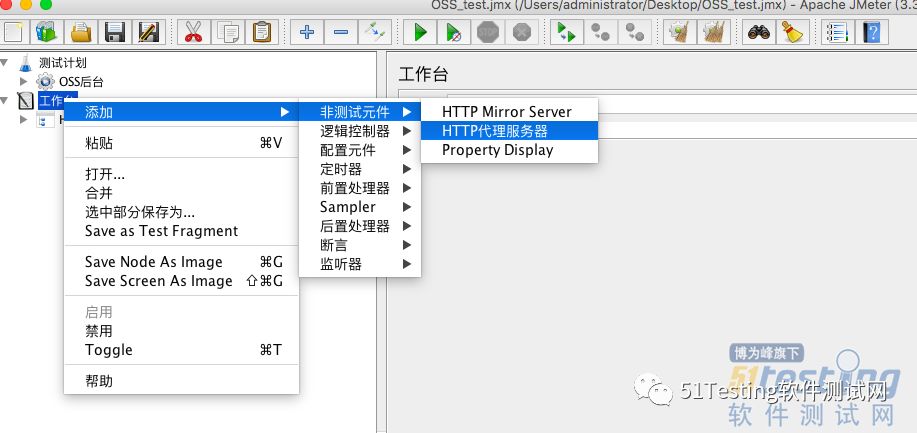 OSS_test.jmx (/Users/administrator/Desktop/OSS_test.jmx) - Apache JMeter (3.3
测试计划
OSS后台
工作台
H
工作台
添加
粘贴 ⌘V
打开...
合并
选中部分保存为...
Save as Test Fragment
Save Node As Image ⌘G
Save Screen As Image ⇧⌘G
启用
禁用
Toggle ⌘T
帮助
非测试元件
逻辑控制器
配置元件
定时器
前置处理器
Sampler
后置处理器
断言
监听器
HTTP Mirror Server
HTTP代理服务器
Property Display
博为峰旗下
51testing
软件测试网
51Testing软件测试网